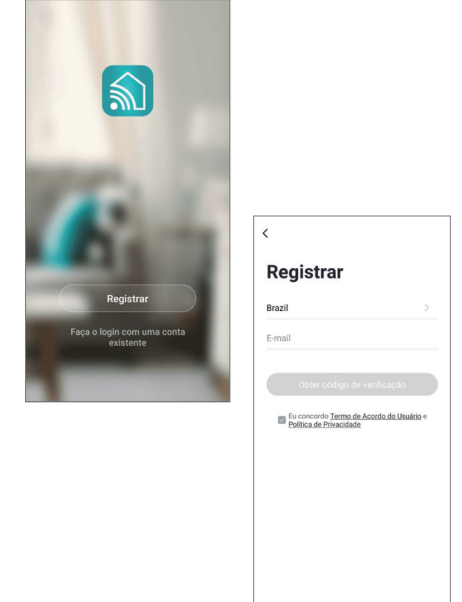 Registrar
Faça o login com uma conta
existente
Registrar
Brazil
E-mail
Obter código de verificação
Eu concordo Termo de Acordo do Usuário e
Política de Privacidade